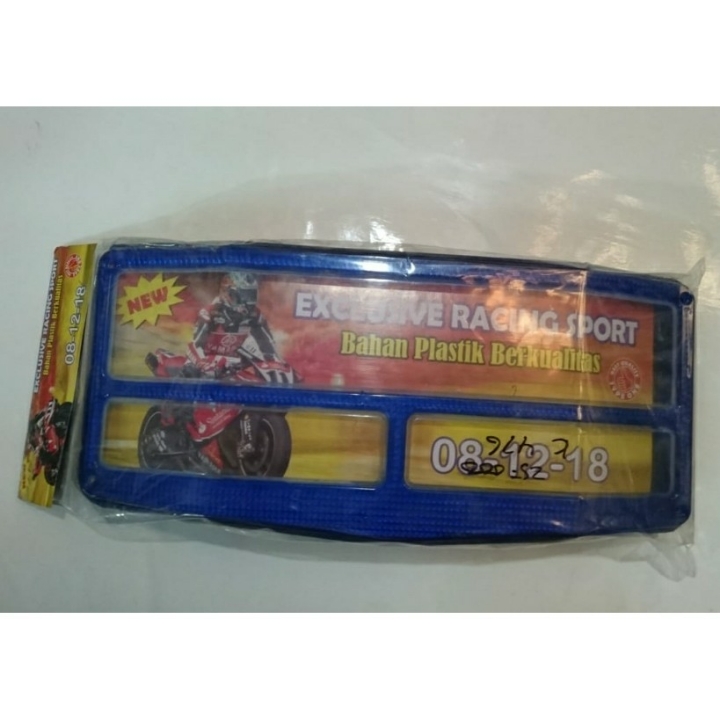 NEW
EXCLUSIVE RACING SPORT
Bahan Plastik Berkualitas
08-12-18
EXCLUSIVE RACING SPORT
Bahan Plastik Berkualitas
08-12-18